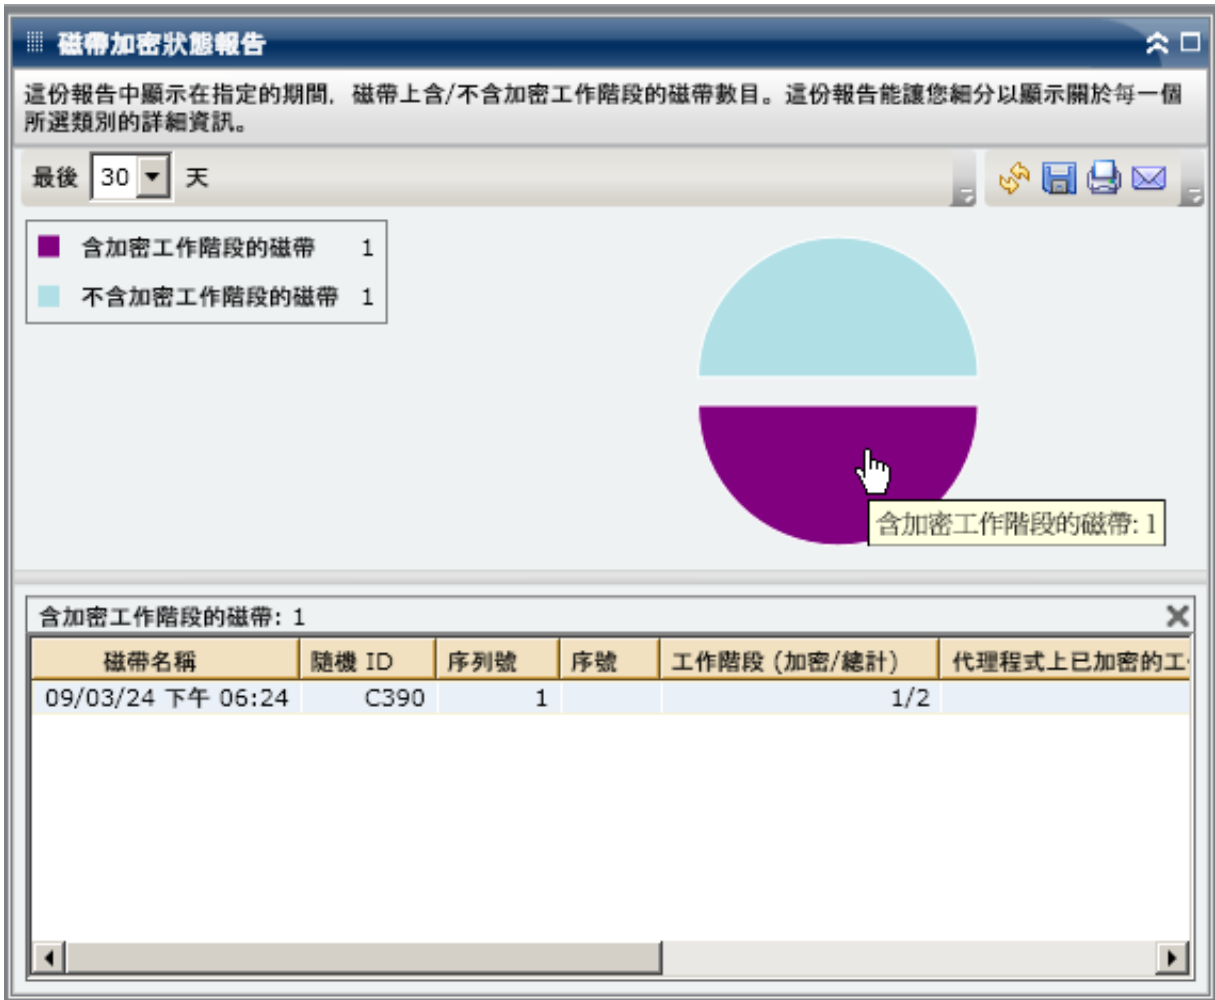 磁帶加密狀態報告
這份報告中顯示在指定的期間，磁帶上含/不含加密工作階段的磁帶數目。這份報告能讓您細分以顯示關於每一個
所選類別的詳細資訊。
最後 30 天
含加密工作階段的磁帶 1
不含加密工作階段的磁帶 1
含加密工作階段的磁帶: 1
含加密工作階段的磁帶: 1
磁帶名稱 隨機 ID 序列號 序號 工作階段 (加密/總計) 代理程式上已加密的工
09/03/24 下午 06:24 C390 1 1/2